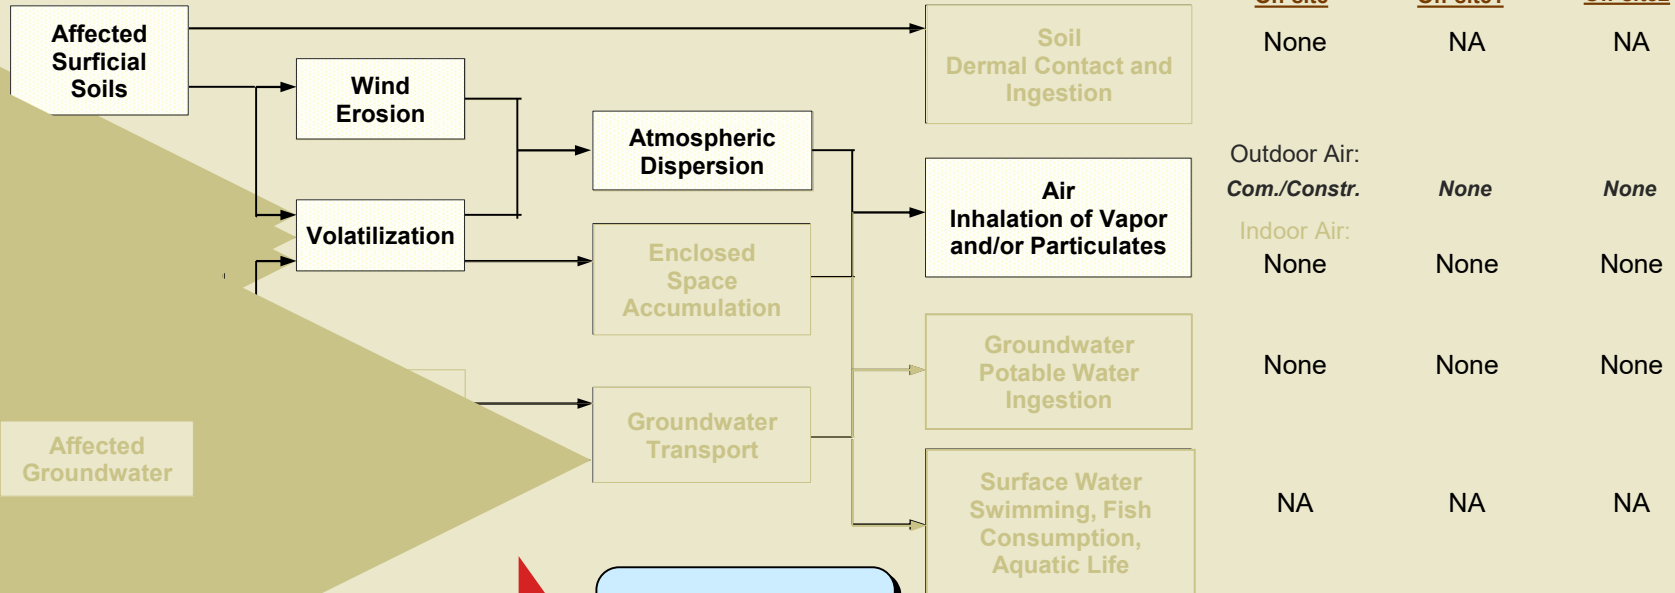 Affected
Surficial
Soils
Wind
Erosion
Volatilization
Atmospheric
Dispersion
Enclosed
Space
Accumulation
Groundwater
Transport
Affected
Groundwater
Soil
Dermal Contact and
Ingestion
Air
Inhalation of Vapor
and/or Particulates
Groundwater
Potable Water
Ingestion
Surface Water
Swimming, Fish
Consumption,
Aquatic Life
None NA NA
Outdoor Air:
Com./Constr. None None
Indoor Air:
None None None
None None None
NA NA NA